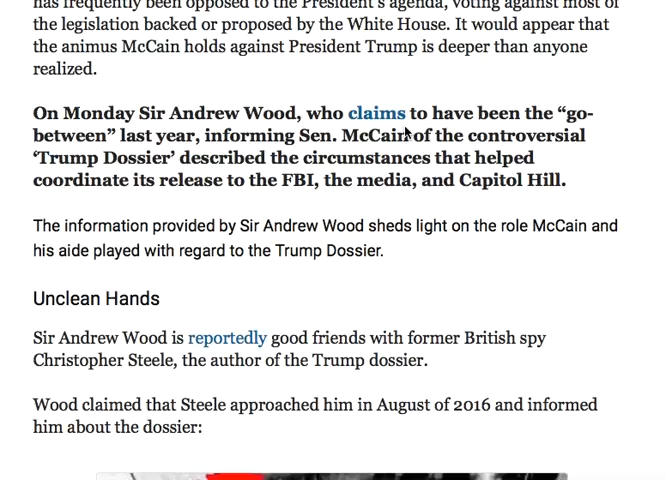 has frequently been opposed to the President's agenda, voting against most of
the legislation backed or proposed by the White House. It would appear that
the animus McCain holds against President Trump is deeper than anyone
realized.
On Monday Sir Andrew Wood, who claims to have been the “go-
between” last year, informing Sen. McCain of the controversial
‘Trump Dossier’ described the circumstances that helped
coordinate its release to the FBI, the media, and Capitol Hill.
The information provided by Sir Andrew Wood sheds light on the role McCain and
his aide played with regard to the Trump Dossier.
Unclean Hands
Sir Andrew Wood is reportedly good friends with former British spy
Christopher Steele, the author of the Trump dossier.
Wood claimed that Steele approached him in August of 2016 and informed
him about the dossier: